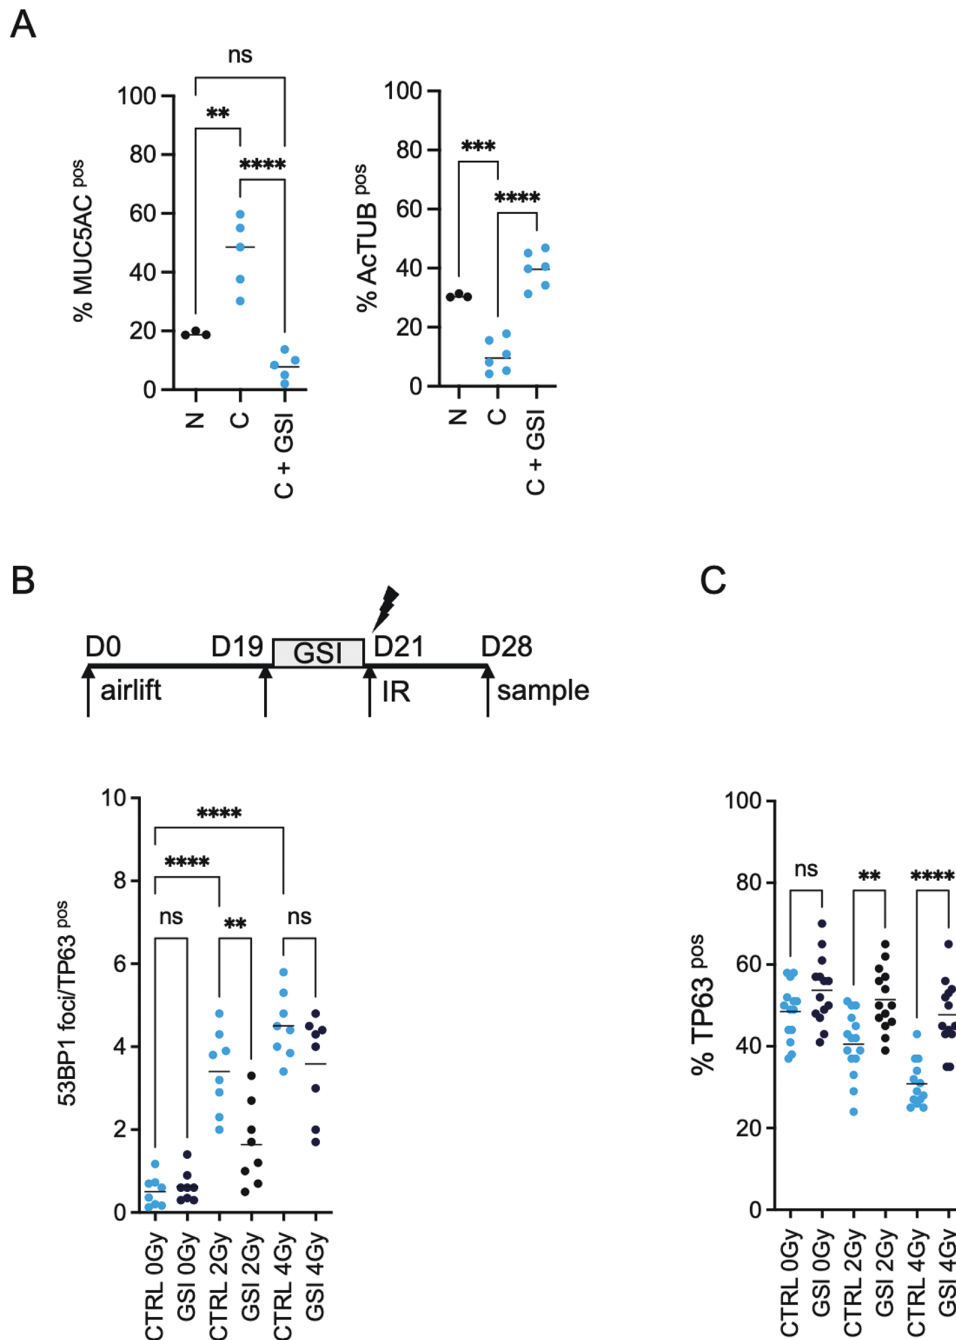 A
ns
**
****
100
80
60
40
20
0
% MUC5AC pos
N
C
C + GSI
***
****
100
80
60
40
20
0
% AcTUB pos
N
C
C + GSI
B
D0
D19
GSI
D21
D28
airlift
IR
sample
****
****
ns
**
ns
10
8
6
4
2
0
53BP1 foci/TP63 pos
CTRL 0Gy
GSI 0Gy
CTRL 2Gy
GSI 2Gy
CTRL 4Gy
GSI 4Gy
C
ns
**
****
100
80
60
40
20
0
% TP63 pos
CTRL 0Gy
GSI 0Gy
CTRL 2Gy
GSI 2Gy
CTRL 4Gy
GSI 4Gy